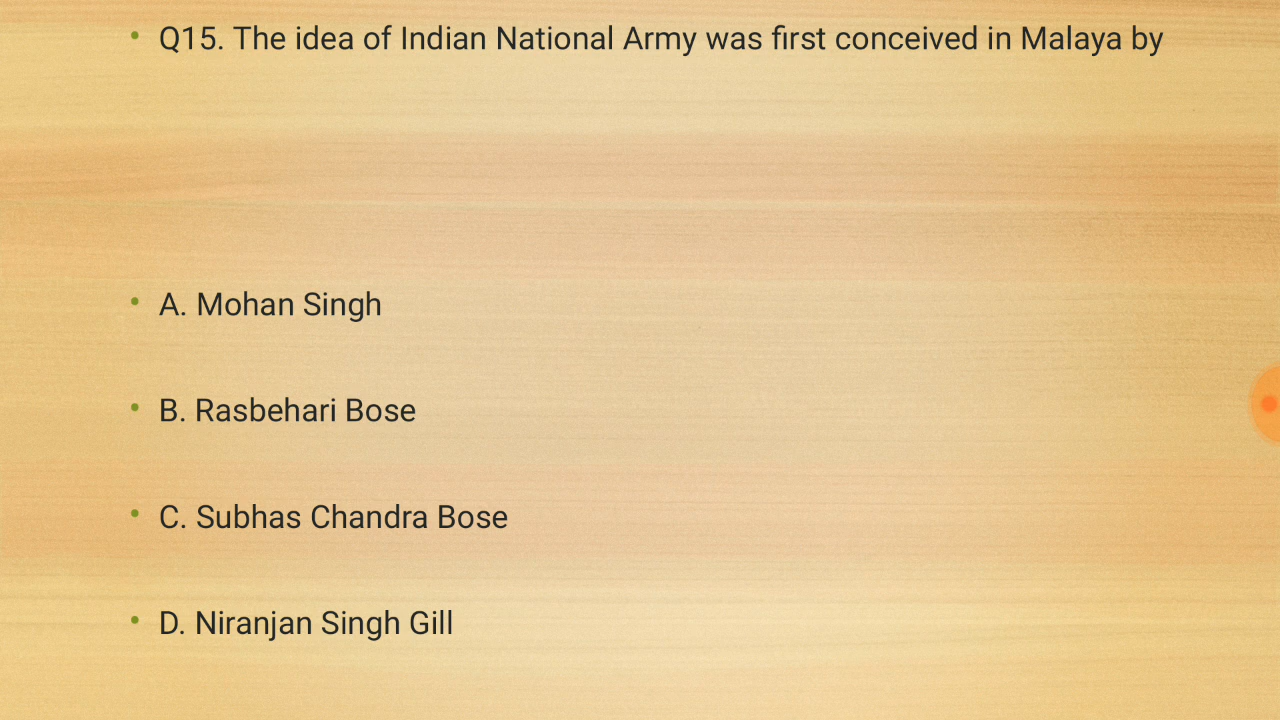 Q15. The idea of Indian National Army was first conceived in Malaya by
A. Mohan Singh
B. Rasbehari Bose
C. Subhas Chandra Bose
D. Niranjan Singh Gill